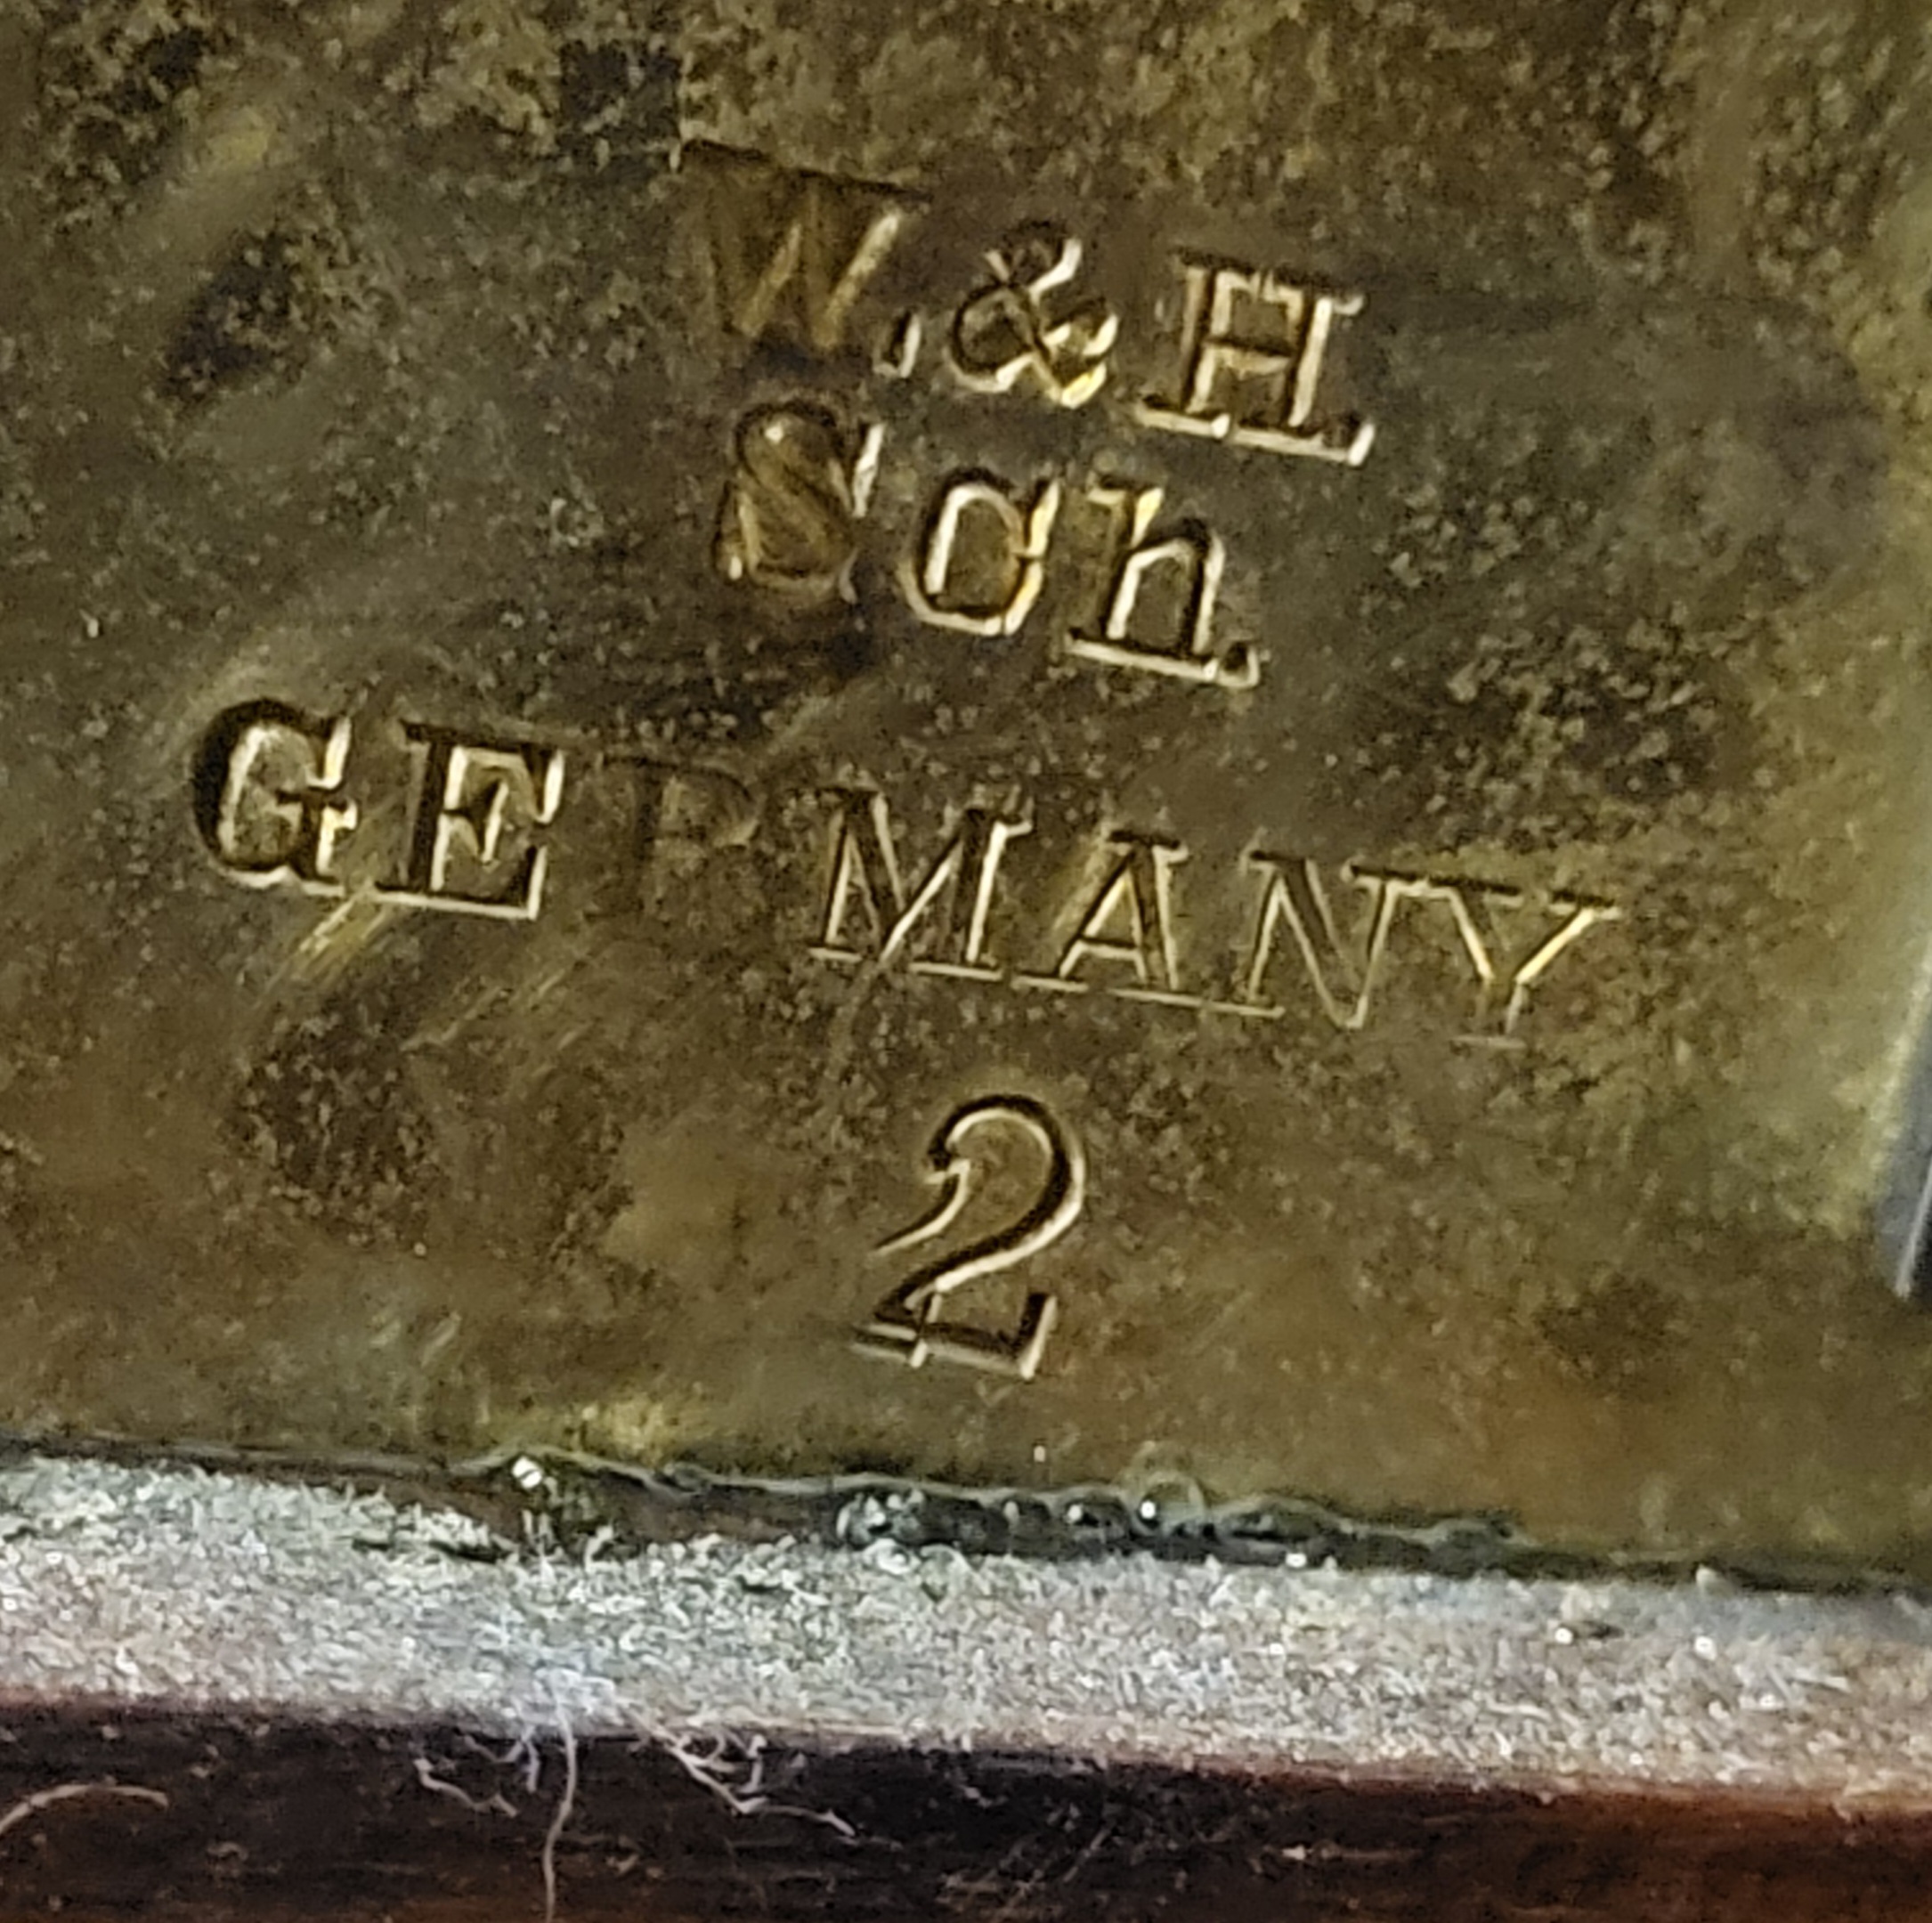 W. & H.
Sch.
GERMANY
2